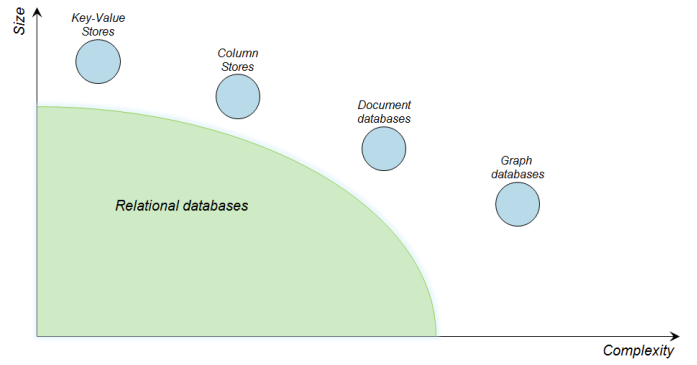 Size
Key-Value
Stores
Column
Stores
Document
databases
Graph
databases
Relational databases
Complexity